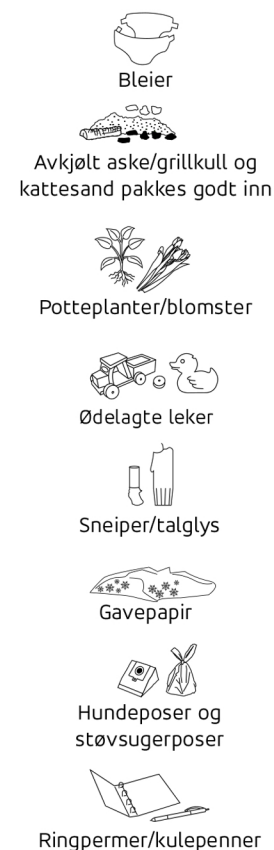 Bleier
Avkjølt aske/grillkull og
kattesand pakkes godt inn
Potteplanter/blomster
Ødelagte leker
Sneiper/talglys
Gavepapir
Hundeposer og
støvsugerposer
Ringpermer/kulepenner